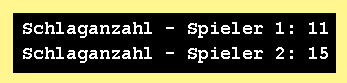 Schlaganzahl - Spieler 1: 11
Schlaganzahl - Spieler 2: 15